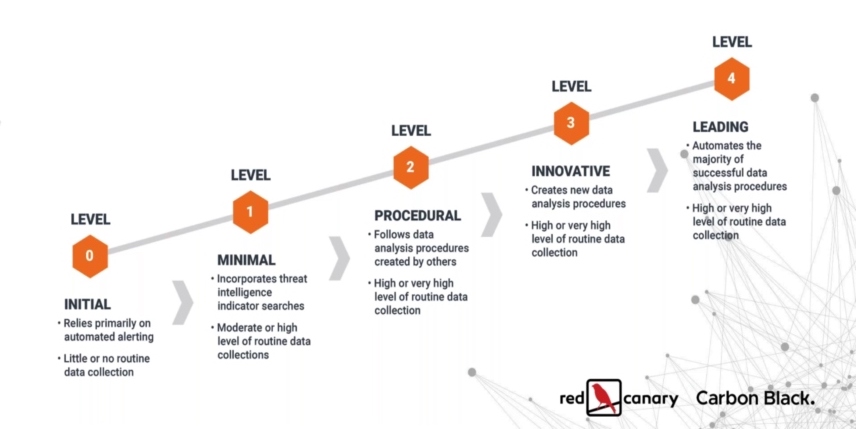 LEVEL
0
INITIAL
• Relies primarily on
automated alerting
• Little or no routine
data collection
LEVEL
1
MINIMAL
• Incorporates threat
intelligence
indicator searches
• Moderate or high
level of routine data
collections
LEVEL
2
PROCEDURAL
• Follows data
analysis procedures
created by others
• High or very high
level of routine data
collection
LEVEL
3
INNOVATIVE
• Creates new data
analysis procedures
• High or very high
level of routine data
collection
LEVEL
4
LEADING
• Automates the
majority of
successful data
analysis procedures
• High or very high
level of routine data
collection
red canary
Carbon Black.